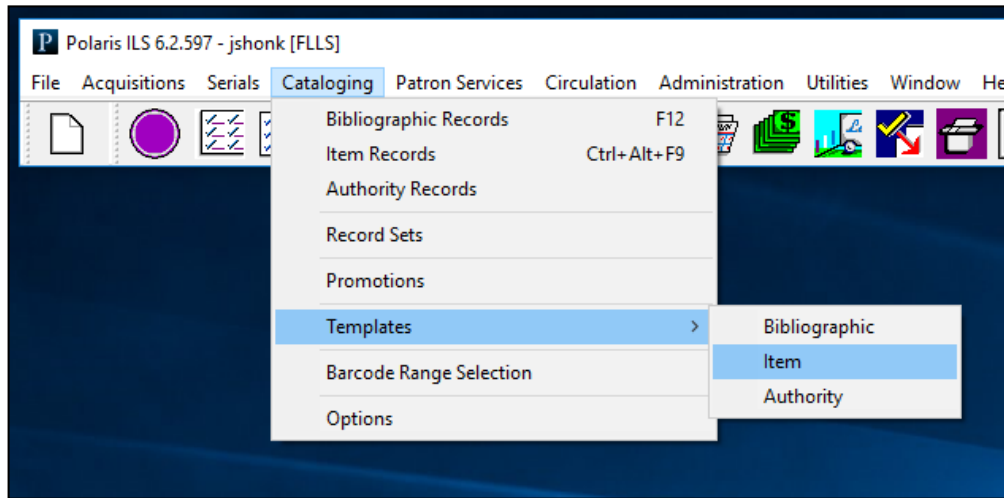 P Polaris ILS 6.2.597 - jshonk [FLLS]
File Acquisitions Serials Cataloging Patron Services Circulation Administration Utilities Window
Bibliographic Records F12
Item Records Ctrl+Alt+F9
Authority Records
Record Sets
Promotions
Templates >
Barcode Range Selection
Options
Bibliographic
Item
Authority